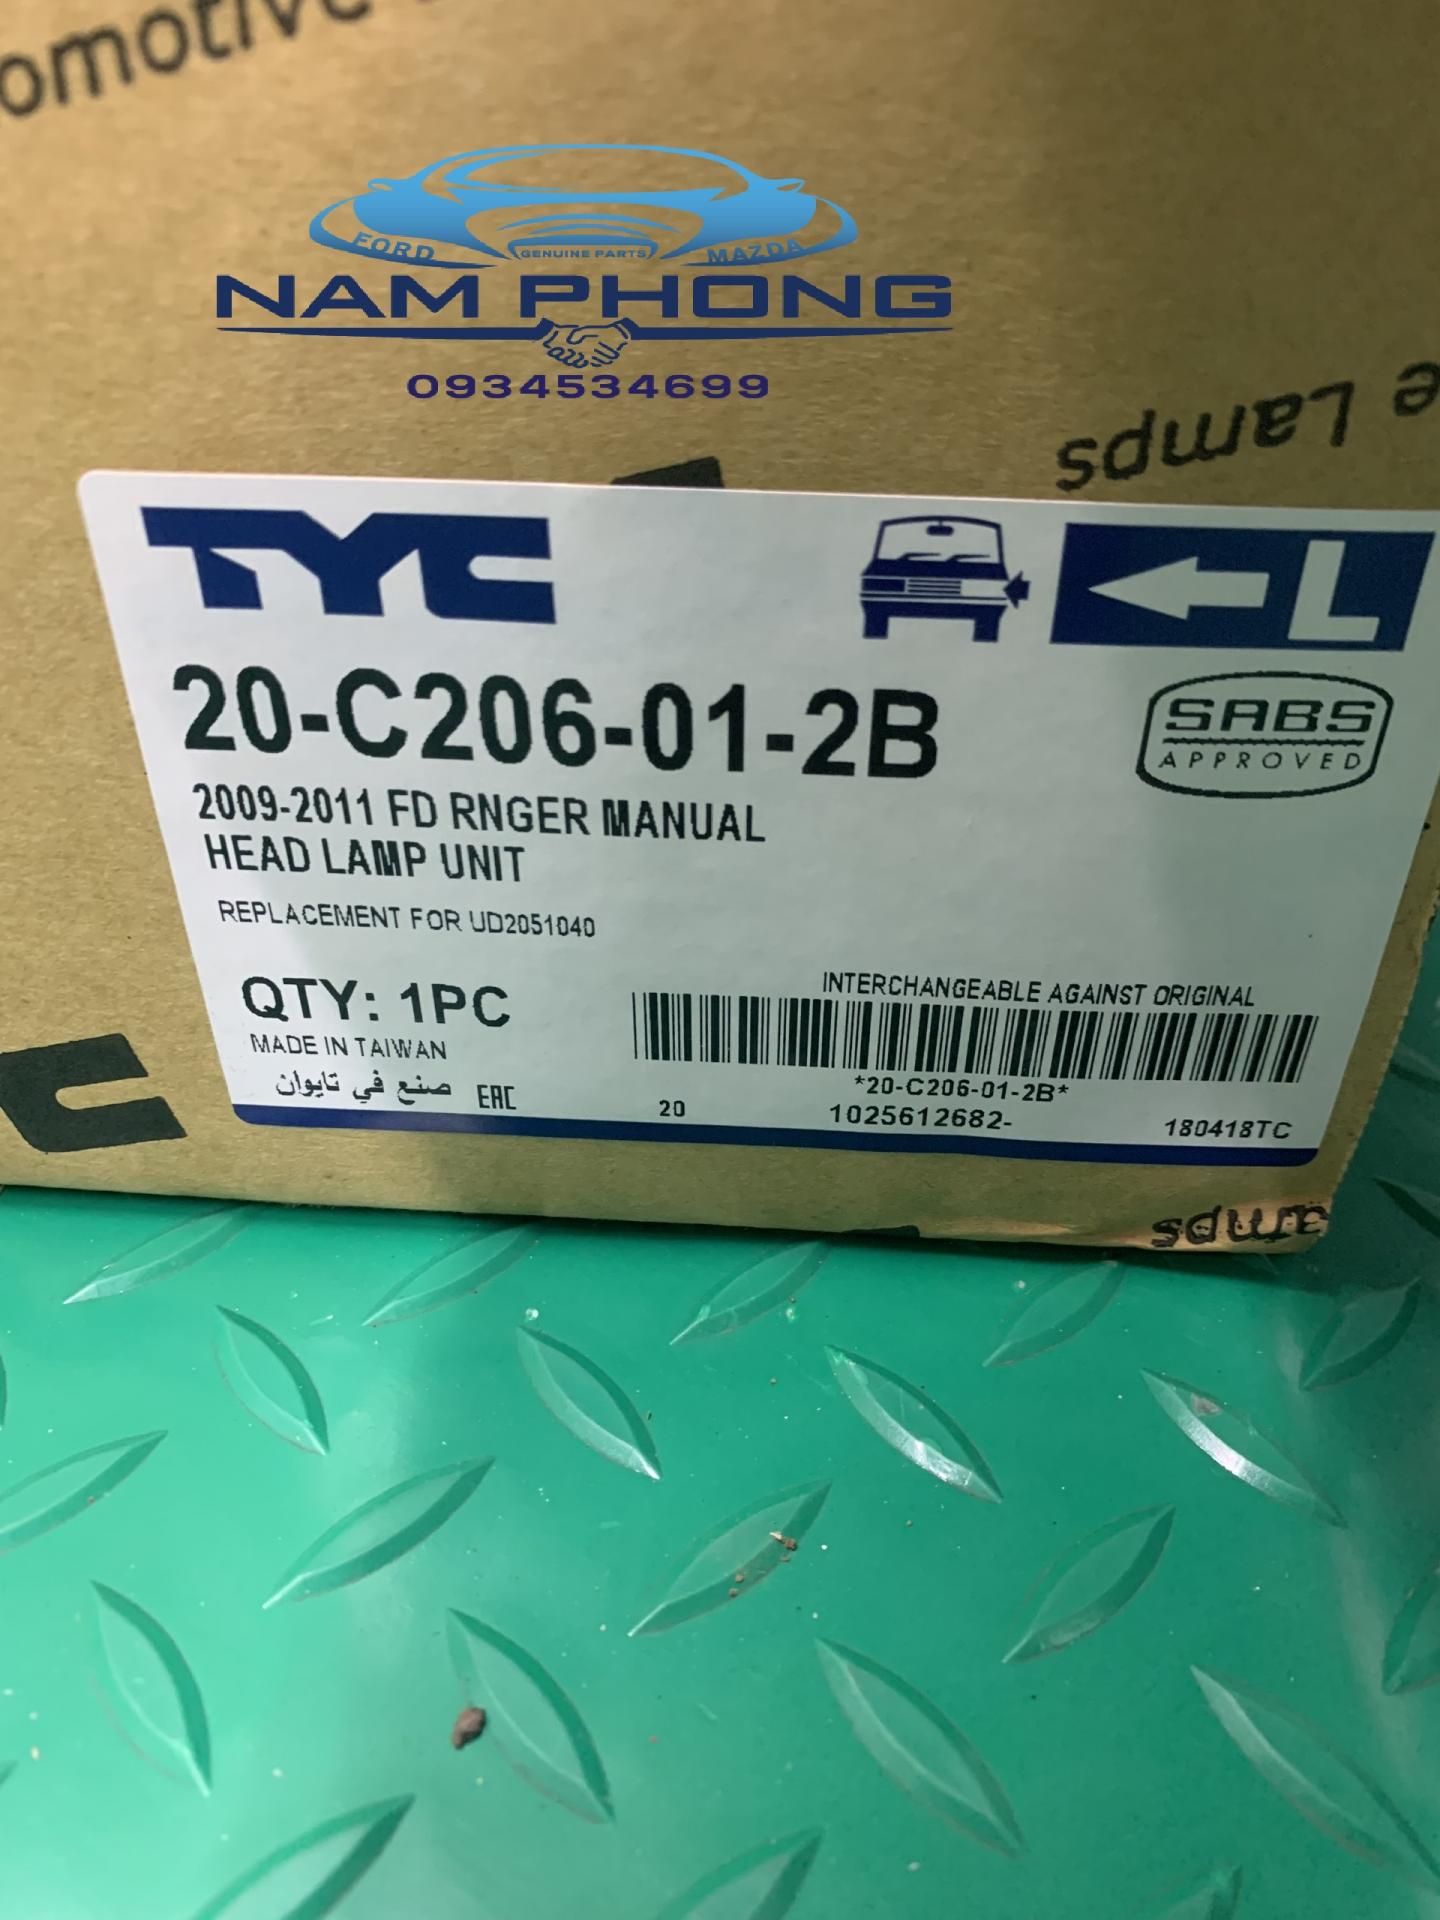 FORD GENUINE PARTS MAZDA
NAM PHONG
0934534699
Lamps
TYC
L
20-C206-01-2B
SABS
APPROVED
2009-2011 FD RNGER MANUAL
HEAD LAMP UNIT
REPLACEMENT FOR UD2051040
INTERCHANGEABLE AGAINST ORIGINAL
QTY: 1PC
MADE IN TAIWAN
صنع في تايوان EAC
*20-C206-01-2B*
20 1025612682- 180418TC